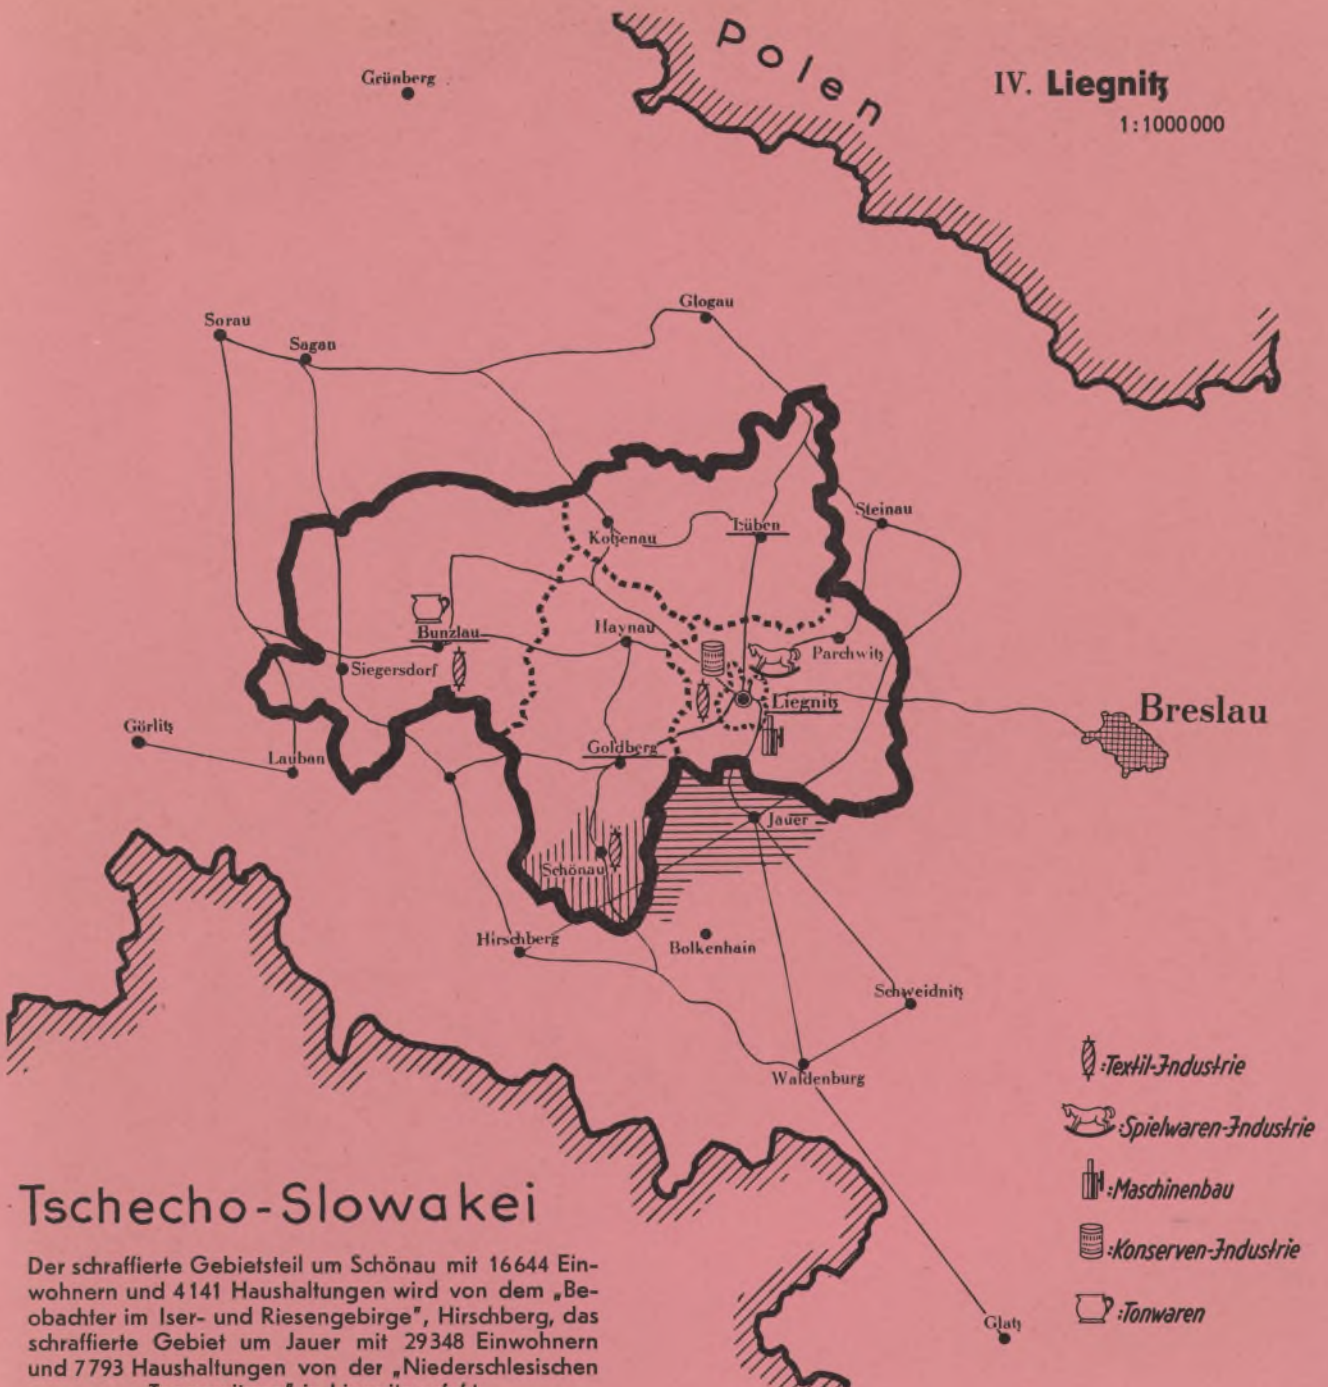 Polen
IV. Liegnitz
1:1000000
Grünberg
Glogau
Sorau
Sagan
Steinau
Lüben
Kotzenau
Bunzlau
Haynau
Parchwitz
Siegersdorf
Liegnitz
Breslau
Görlitz
Lauban
Goldberg
Jauer
Schönau
Hirschberg
Bolkenhain
Schweidnitz
Waldenburg
Glatz
:Textil-Industrie
:Spielwaren-Industrie
:Maschinenbau
:Konserven-Industrie
:Tonwaren
Tschecho-Slowakei
Der schraffierte Gebietsteil um Schönau mit 16644 Ein-
wohnern und 4141 Haushaltungen wird von dem „Be-
obachter im Iser- und Riesengebirge", Hirschberg, das
schraffierte Gebiet um Jauer mit 29348 Einwohnern
und 7793 Haushaltungen von der „Niederschlesischen